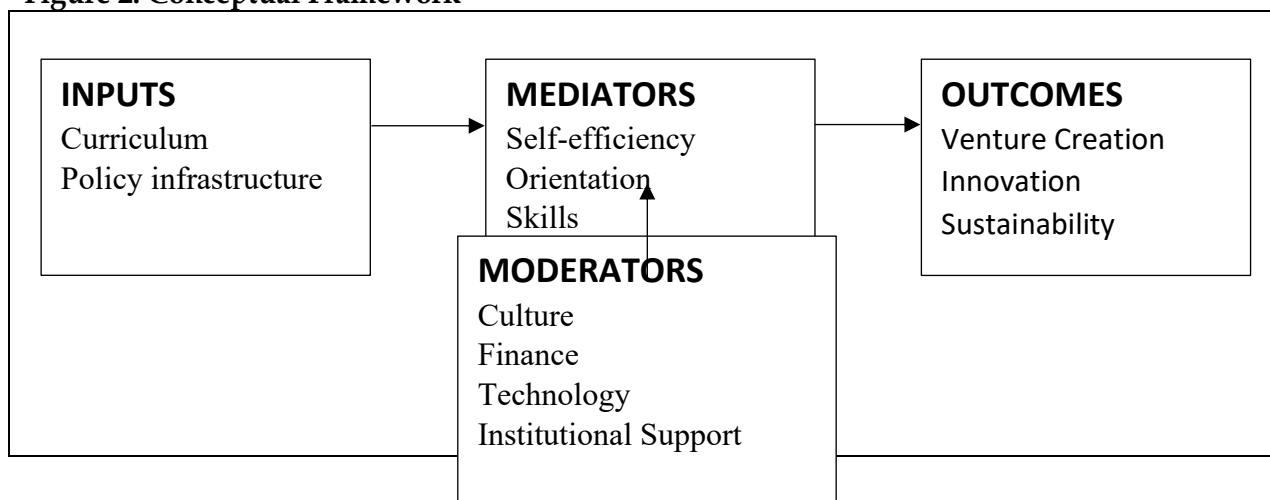 Figure 2. Conceptual Framework
INPUTS
Curriculum
Policy infrastructure
MEDIATORS
Self-efficiency
Orientation
Skills
OUTCOMES
Venture Creation
Innovation
Sustainability
MODERATORS
Culture
Finance
Technology
Institutional Support